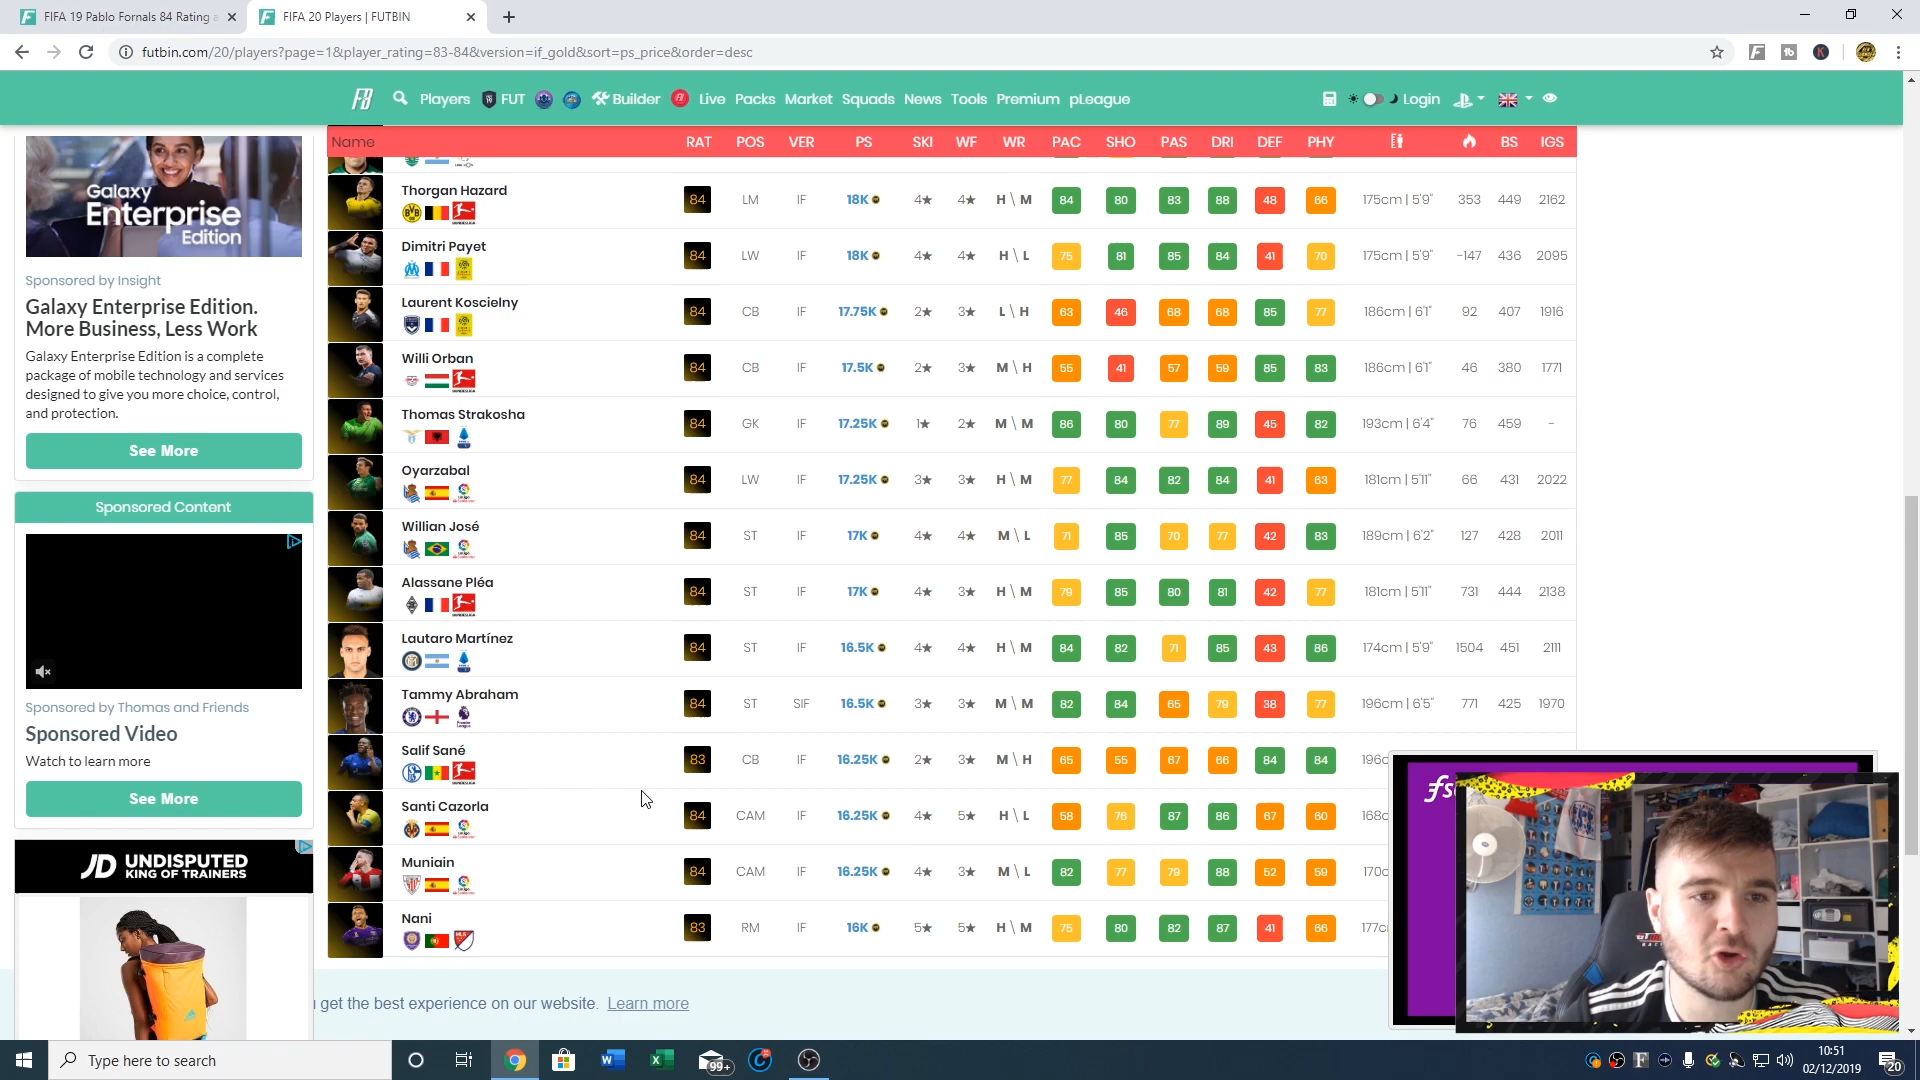 FIFA 19 Pablo Fornals 84 Rating a
FIFA 20 Players | FUTBIN
futbin.com/20/players?page=1&player_rating=83-84&version=if_gold&sort=ps_price&order=desc
Players FUT Builder Live Packs Market Squads News Tools Premium pLeague Login
Name RAT POS VER PS SKI WF WR PAC SHO PAS DRI DEF PHY BS IGS
Thorgan Hazard 84 LM IF 18K 4★ 4★ H \ M 84 80 83 88 48 66 175cm | 5'9" 353 449 2162
Dimitri Payet 84 LW IF 18K 4★ 4★ H \ L 75 81 85 84 41 70 175cm | 5'9" -147 436 2095
Laurent Koscielny 84 CB IF 17.75K 2★ 3★ L \ H 63 46 68 68 85 77 186cm | 6'1" 92 407 1916
Willi Orban 84 CB IF 17.5K 2★ 3★ M \ H 55 41 57 59 85 83 186cm | 6'1" 46 380 1771
Thomas Strakosha 84 GK IF 17.25K 1★ 2★ M \ M 86 80 77 89 45 82 193cm | 6'4" 76 459 -
Oyarzabal 84 LW IF 17.25K 3★ 3★ H \ M 77 84 82 84 41 63 181cm | 5'11" 66 431 2022
Willian José 84 ST IF 17K 4★ 4★ M \ L 71 85 70 77 42 83 189cm | 6'2" 127 428 2011
Alassane Pléa 84 ST IF 17K 4★ 3★ H \ M 79 85 80 81 42 77 181cm | 5'11" 731 444 2138
Lautaro Martínez 84 ST IF 16.5K 4★ 4★ H \ M 84 82 71 85 43 86 174cm | 5'9" 1504 451 2111
Tammy Abraham 84 ST SIF 16.5K 3★ 3★ M \ M 82 84 65 79 38 77 196cm | 6'5" 771 425 1970
Salif Sané 83 CB IF 16.25K 2★ 3★ M \ H 65 55 67 66 84 84 196c
Santi Cazorla 84 CAM IF 16.25K 4★ 5★ H \ L 58 76 87 86 67 60 168c
Muniain 84 CAM IF 16.25K 4★ 3★ M \ L 82 77 79 88 52 59 170c
Nani 83 RM IF 16K 5★ 5★ H \ M 75 80 82 87 41 66 177c
Galaxy
Enterprise
Edition
Sponsored by Insight
Galaxy Enterprise Edition.
More Business, Less Work
Galaxy Enterprise Edition is a complete
package of mobile technology and services
designed to give you more choice, control,
and protection.
See More
Sponsored Content
Sponsored by Thomas and Friends
Sponsored Video
Watch to learn more
See More
JD UNDISPUTED
KING OF TRAINERS
get the best experience on our website. Learn more
Type here to search
99+
10:51
02/12/2019
20